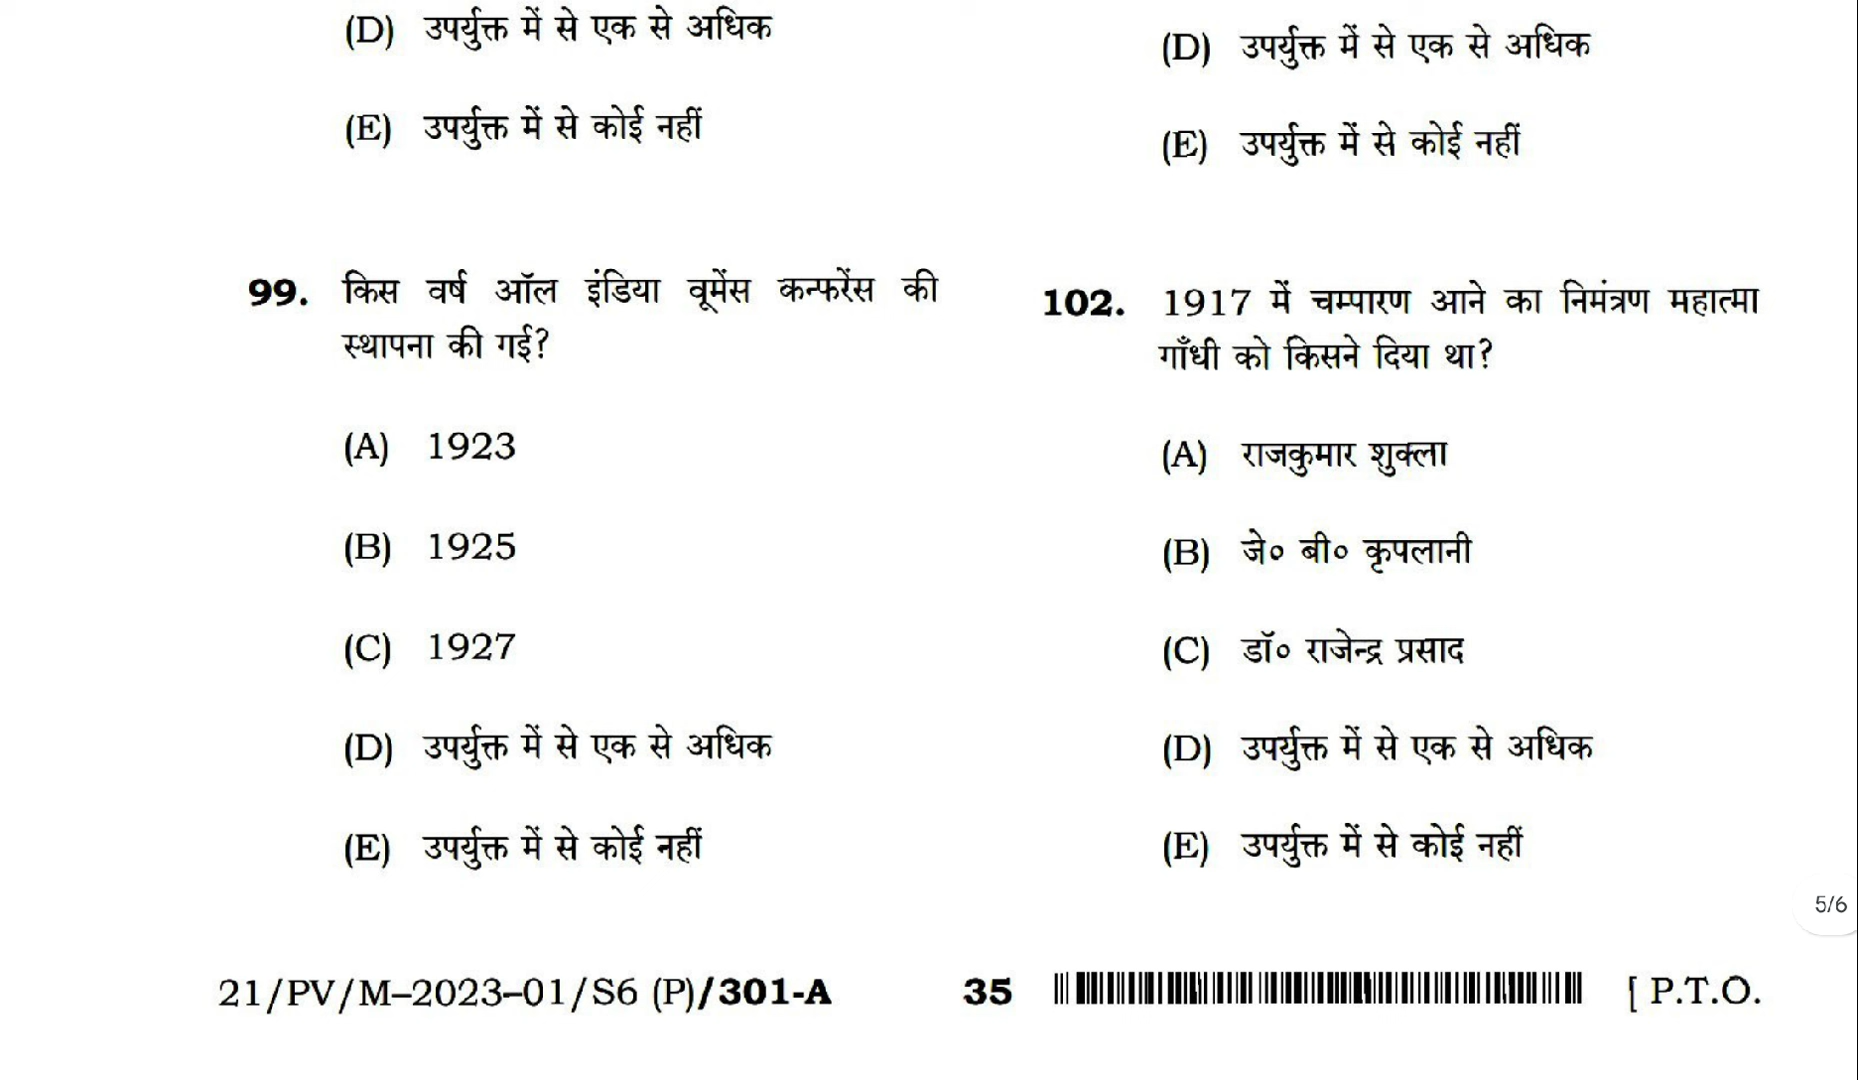 (D) उपर्युक्त में से एक से अधिक
(E) उपर्युक्त में से कोई नहीं
99. किस वर्ष ऑल इंडिया वूमेंस कन्फरेंस की
स्थापना की गई?
(A) 1923
(B) 1925
(C) 1927
(D) उपर्युक्त में से एक से अधिक
(E) उपर्युक्त में से कोई नहीं
(D) उपर्युक्त में से एक से अधिक
(E) उपर्युक्त में से कोई नहीं
102. 1917 में चम्पारण आने का निमंत्रण महात्मा
गाँधी को किसने दिया था?
(A) राजकुमार शुक्ला
(B) जे० बी० कृपलानी
(C) डॉ० राजेन्द्र प्रसाद
(D) उपर्युक्त में से एक से अधिक
(E) उपर्युक्त में से कोई नहीं
5/6
21/PV/M–2023–01/S6 (P)/301-A 35 [ P.T.O.